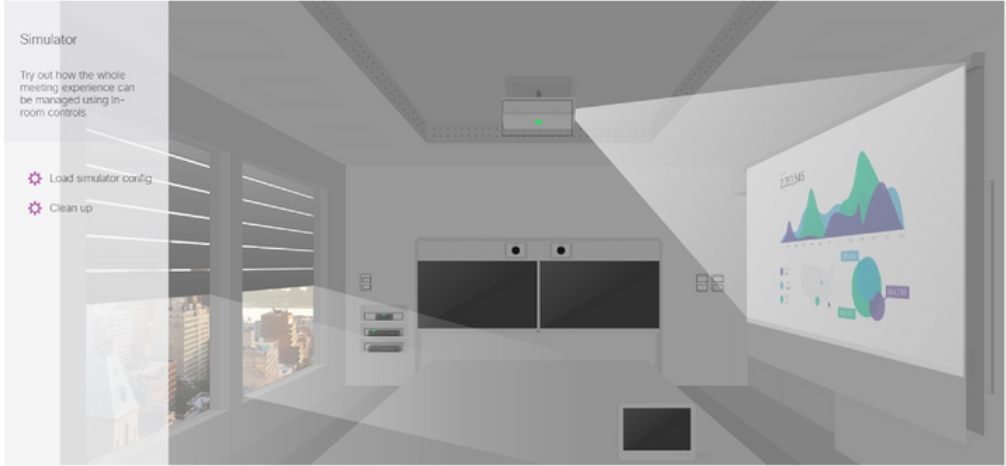 Simulator
Try out how the whole
meeting experience can
be managed using In-
room controls.
Load simulator config
Clean up